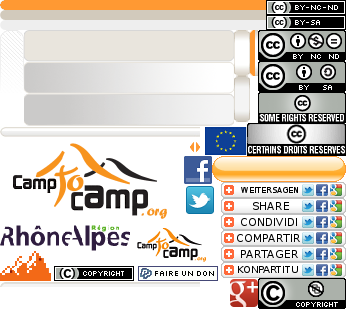 BY-NC-ND
BY-SA
BY NC ND
BY SA
SOME RIGHTS RESERVED
CERTAINS DROITS RESERVES
Camp to camp.org
WEITERSAGEN
SHARE
CONDIVIDI
COMPARTIR
PARTAGER
KONPARTITU
Région
RhôneAlpes
Camp to camp.org
COPYRIGHT
FAIRE UN DON
COPYRIGHT